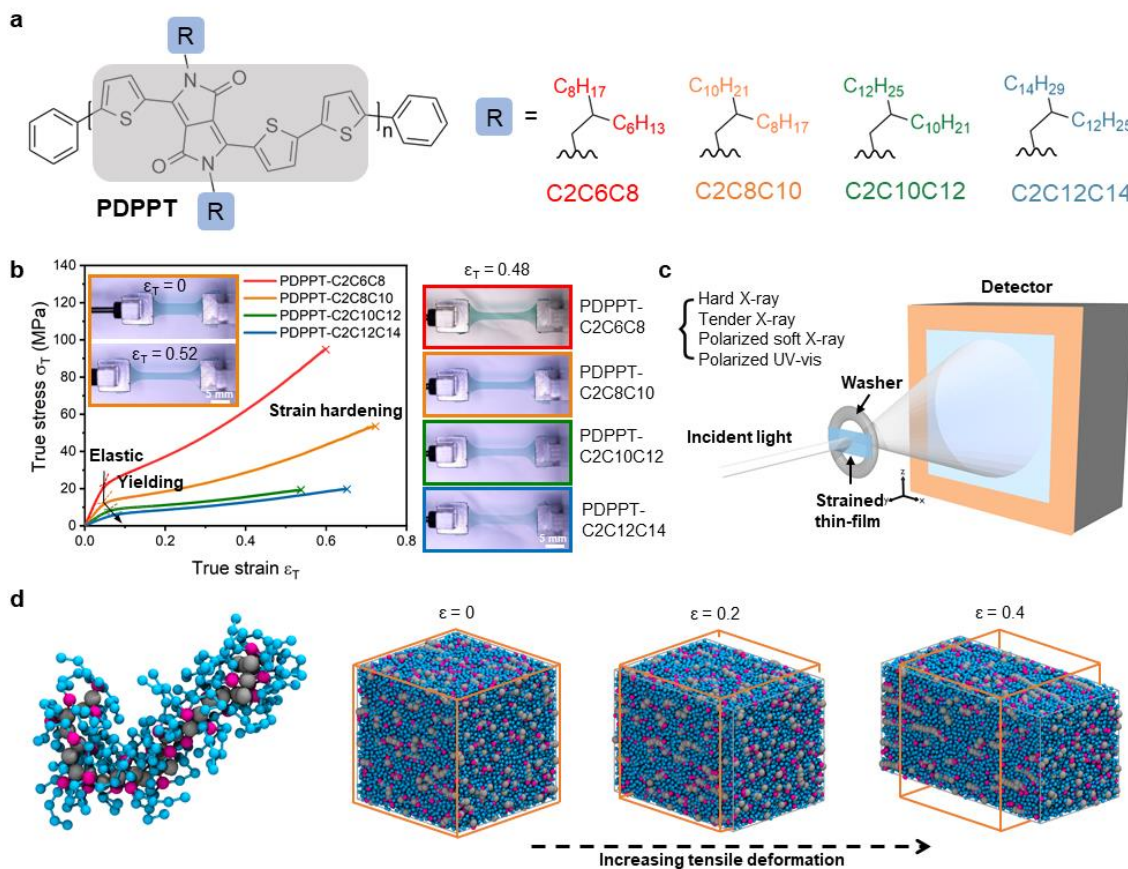 a
R
N
O
S
S
S
O
N
n
R
PDPPT
R =
C₈H₁₇
C₆H₁₃
C2C6C8
C₁₀H₂₁
C₈H₁₇
C2C8C10
C₁₂H₂₅
C₁₀H₂₁
C2C10C12
C₁₄H₂₉
C₁₂H₂₅
C2C12C14
b
True stress σT (MPa)
140
120
100
80
60
40
20
0
0.0 0.2 0.4 0.6 0.8
True strain εT
εT = 0
εT = 0.52
5 mm
PDPPT-C2C6C8
PDPPT-C2C8C10
PDPPT-C2C10C12
PDPPT-C2C12C14
Strain hardening
Elastic
Yielding
εT = 0.48
PDPPT-
C2C6C8
PDPPT-
C2C8C10
PDPPT-
C2C10C12
PDPPT-
C2C12C14
5 mm
c
Hard X-ray
Tender X-ray
Polarized soft X-ray
Polarized UV-vis
Detector
Washer
Incident light
Strained
thin-film
z
y
x
d
ε = 0
ε = 0.2
ε = 0.4
Increasing tensile deformation